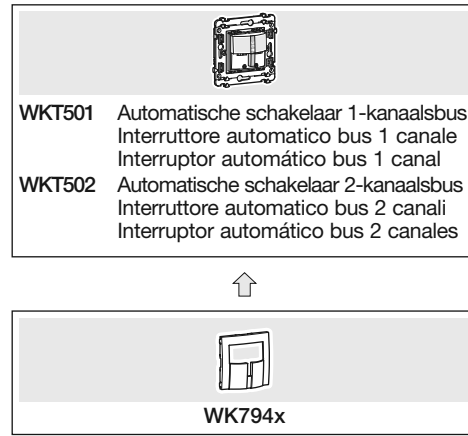 WKT501 Automatische schakelaar 1-kanaalsbus
Interruttore automatico bus 1 canale
Interruptor automático bus 1 canal
WKT502 Automatische schakelaar 2-kanaalsbus
Interruttore automatico bus 2 canali
Interruptor automático bus 2 canales
WK794x